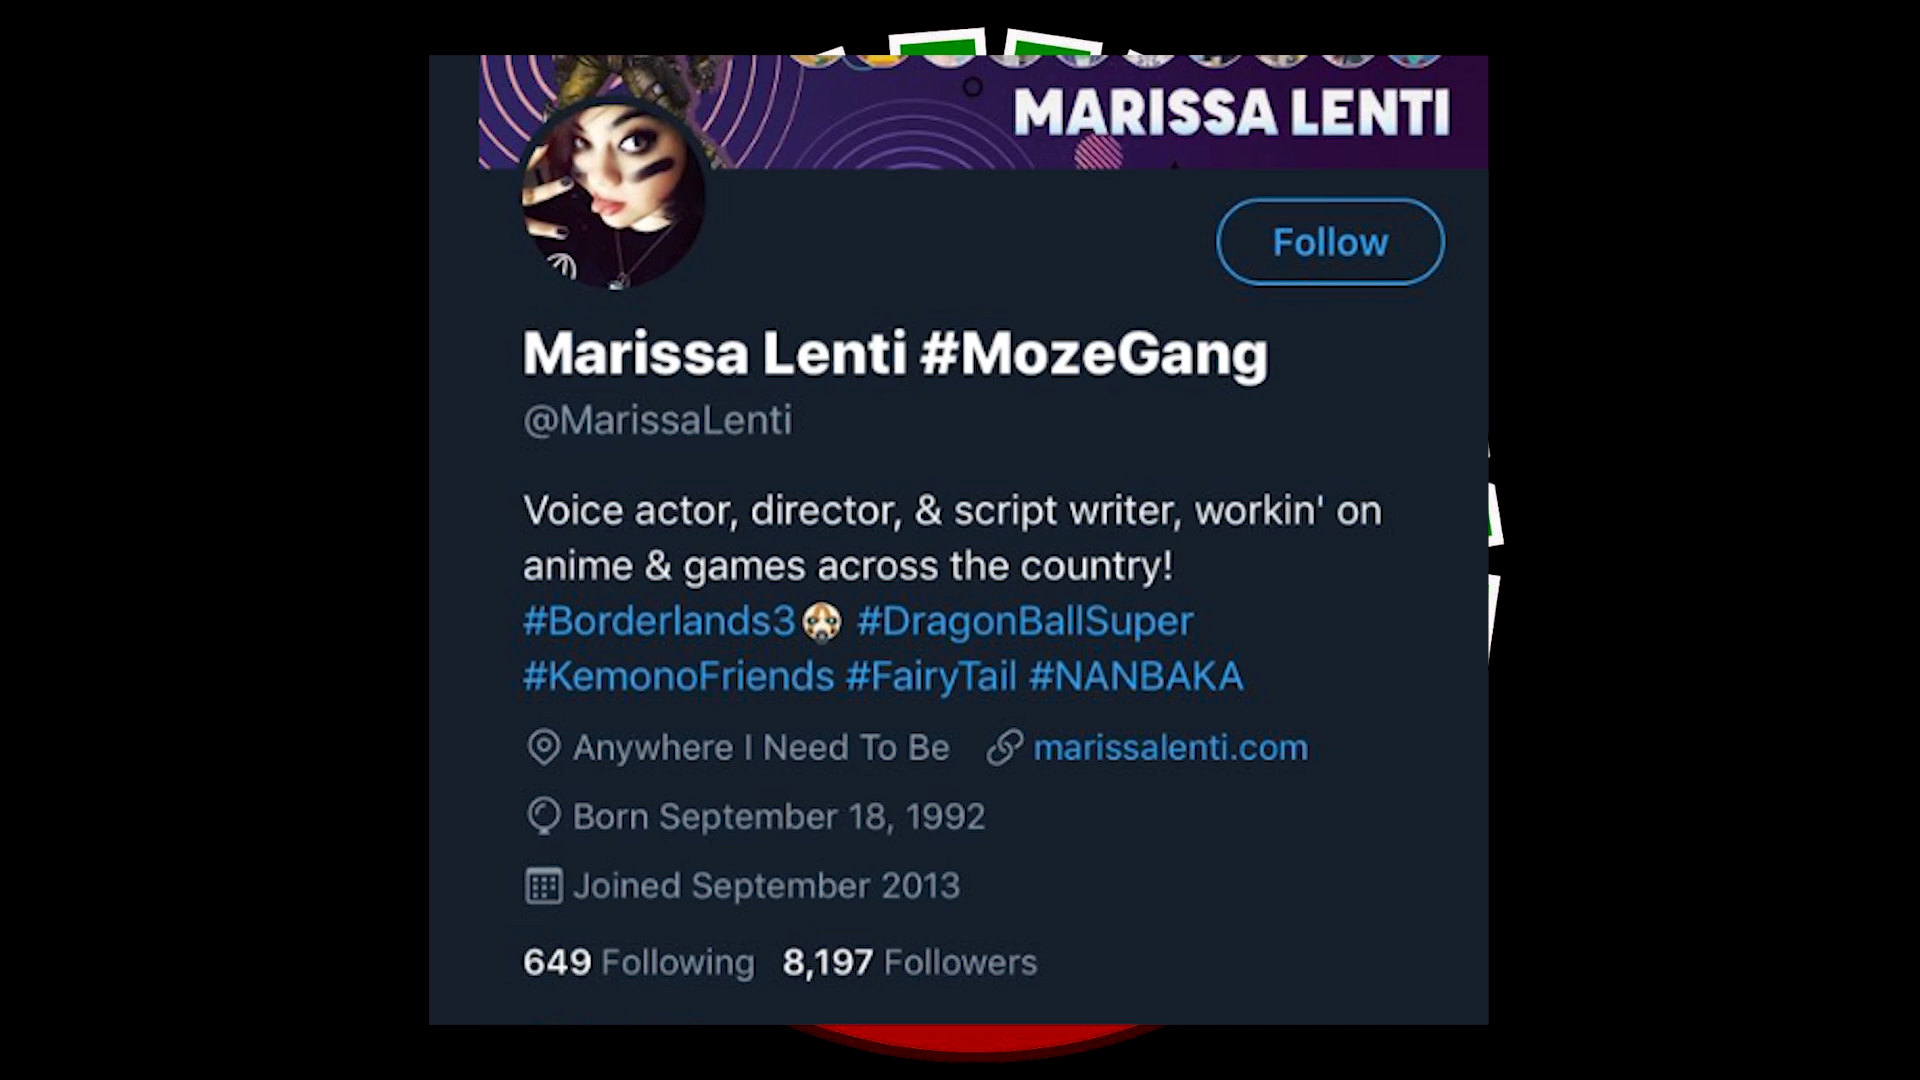 MARISSA LENTI
Follow
Marissa Lenti #MozeGang
@MarissaLenti
Voice actor, director, & script writer, workin' on
anime & games across the country!
#Borderlands3 #DragonBallSuper
#KemonoFriends #FairyTail #NANBAKA
Anywhere I Need To Be marissalenti.com
Born September 18, 1992
Joined September 2013
649 Following 8,197 Followers